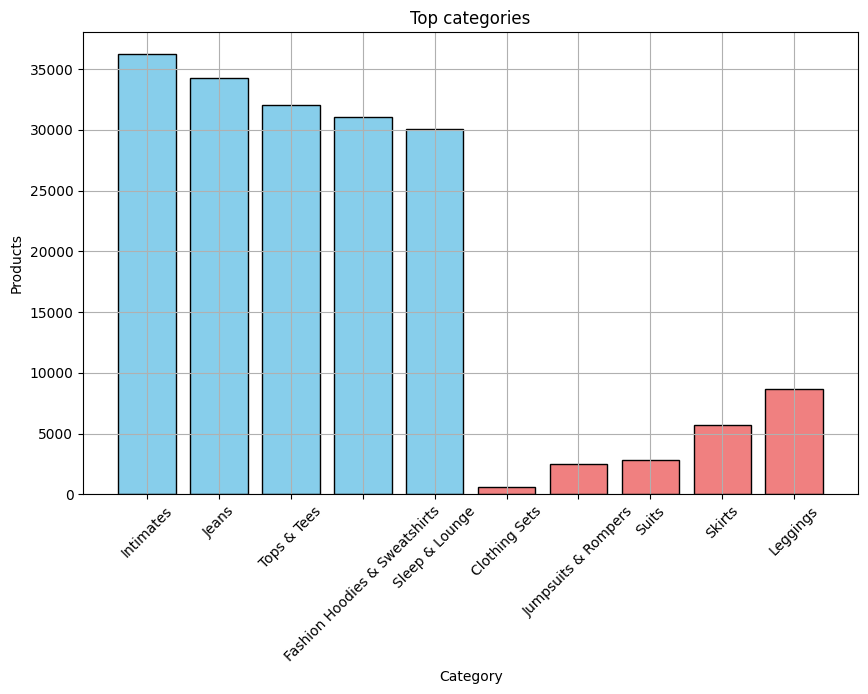 Top categories
Products
35000
30000
25000
20000
15000
10000
5000
0
Intimates
Jeans
Tops & Tees
Fashion Hoodies & Sweatshirts
Sleep & Lounge
Clothing Sets
Jumpsuits & Rompers
Suits
Skirts
Leggings
Category